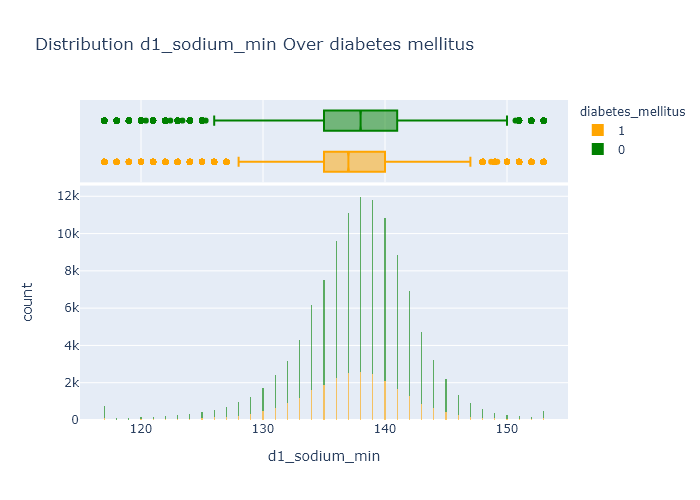 Distribution d1_sodium_min Over diabetes mellitus
diabetes_mellitus
1
0
12k
10k
8k
6k
4k
2k
0
count
120
130
140
150
d1_sodium_min